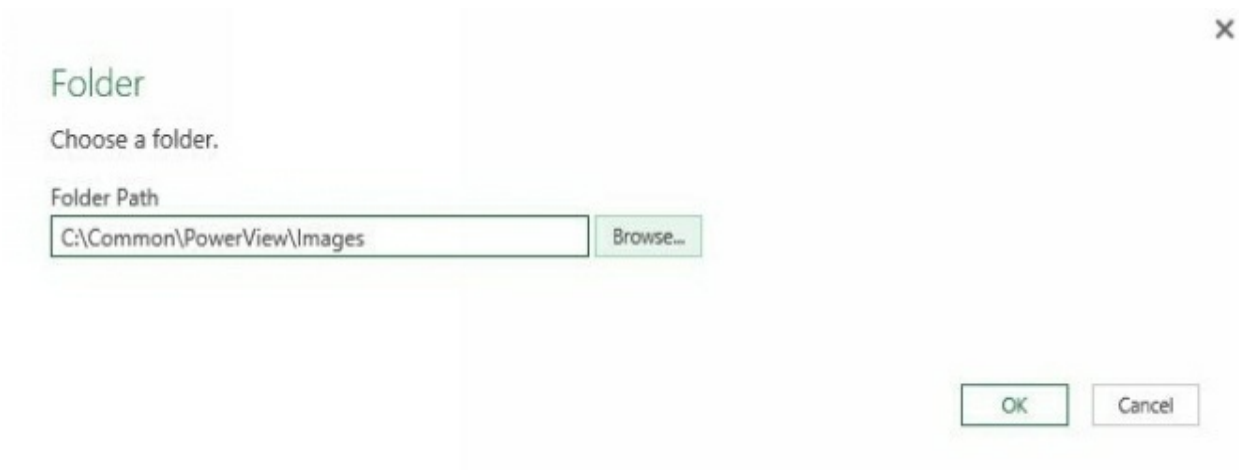 Folder
Choose a folder.
Folder Path
C:\Common\PowerView\Images
Browse...
OK
Cancel